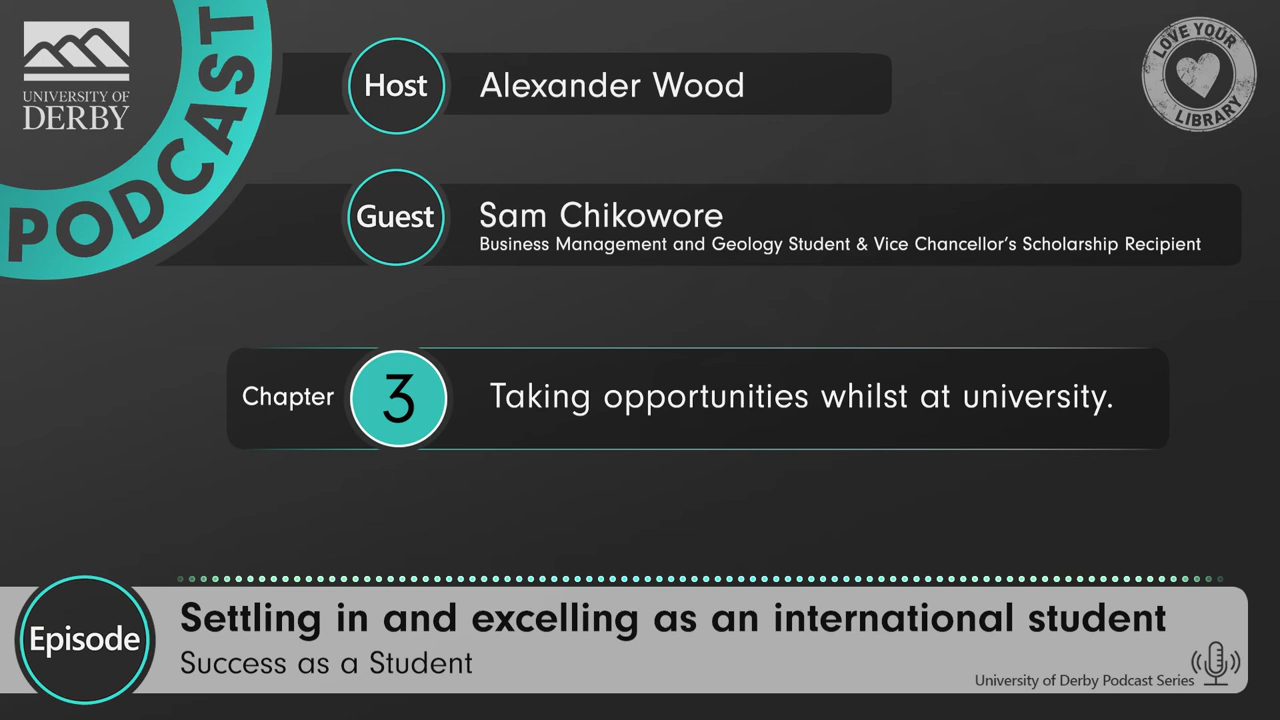 UNIVERSITY OF
DERBY
PODCAST
Host
Alexander Wood
LOVE YOUR
LIBRARY
Guest
Sam Chikowore
Business Management and Geology Student & Vice Chancellor's Scholarship Recipient
Chapter
3
Taking opportunities whilst at university.
Episode
Settling in and excelling as an international student
Success as a Student
University of Derby Podcast Series